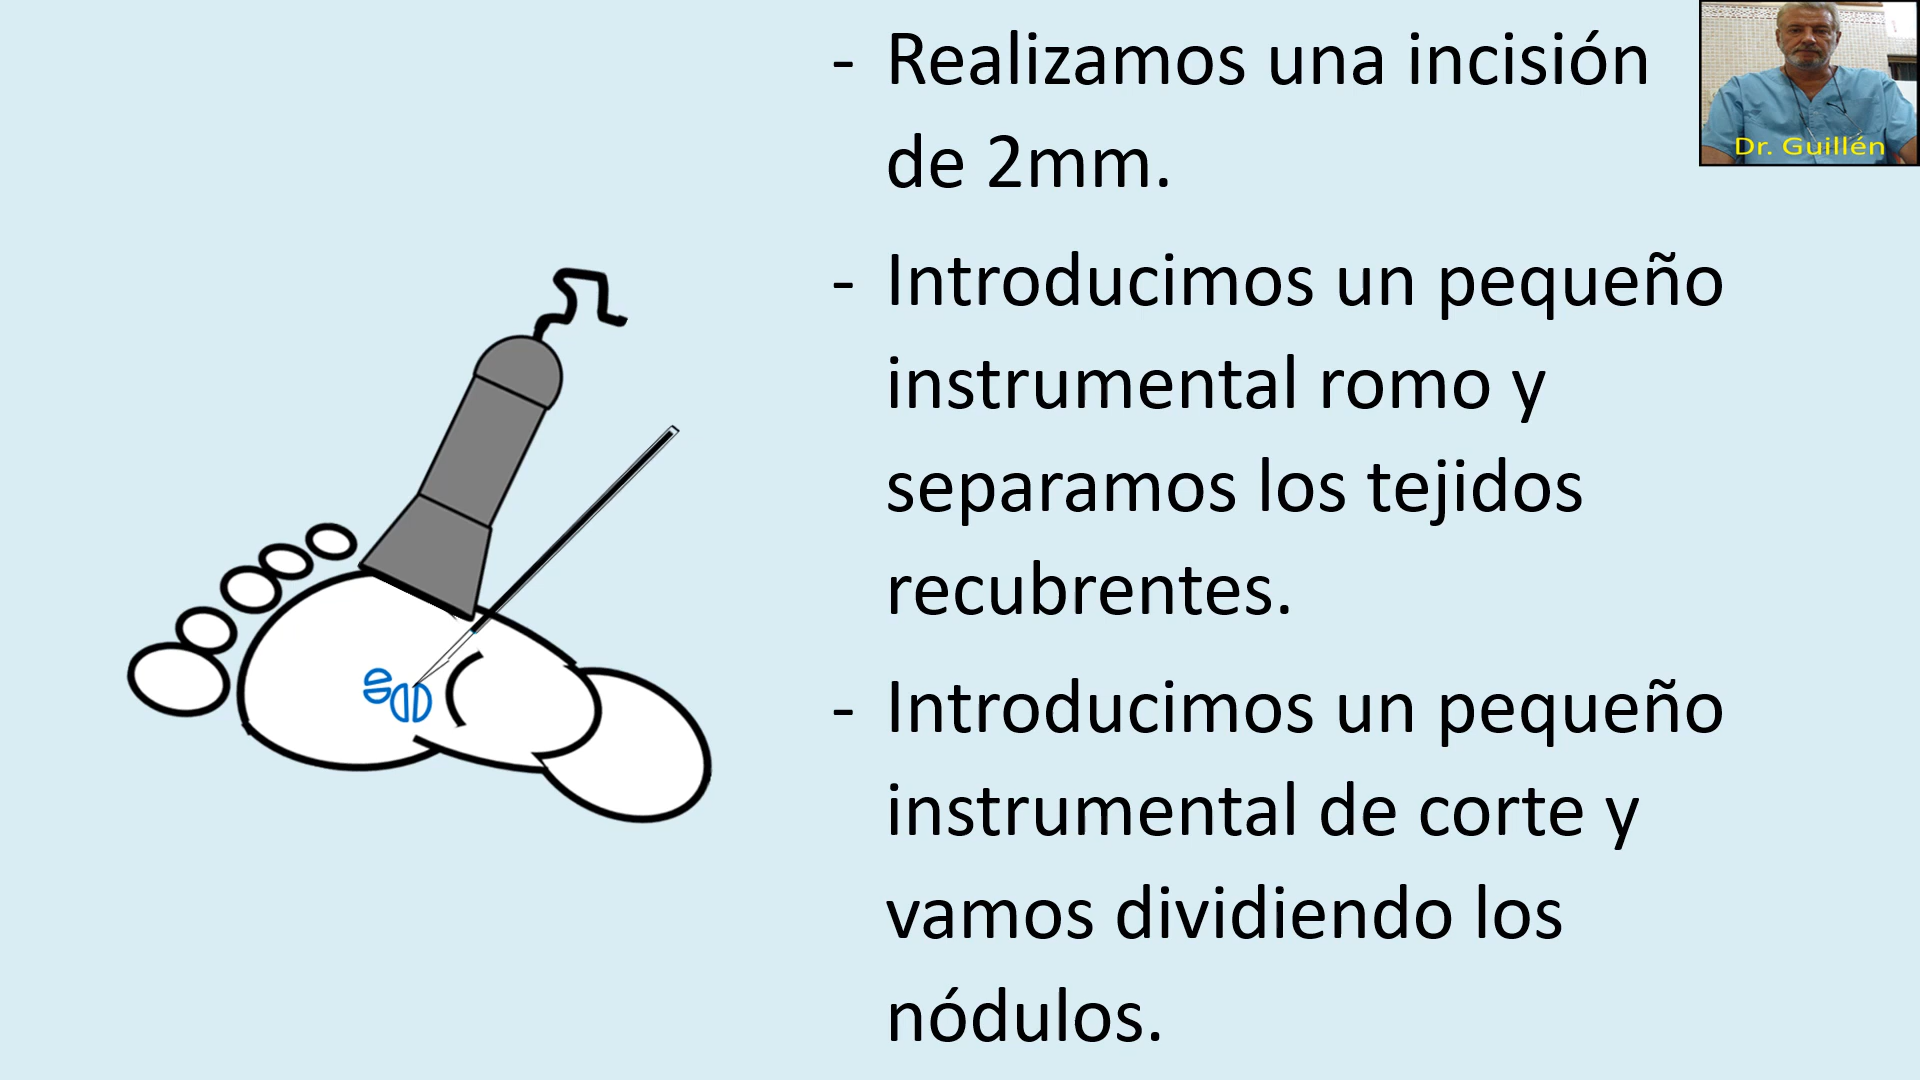 - Realizamos una incisión
de 2mm.
- Introducimos un pequeño
instrumental romo y
separamos los tejidos
recubrentes.
- Introducimos un pequeño
instrumental de corte y
vamos dividiendo los
nódulos.
Dr. Guillén